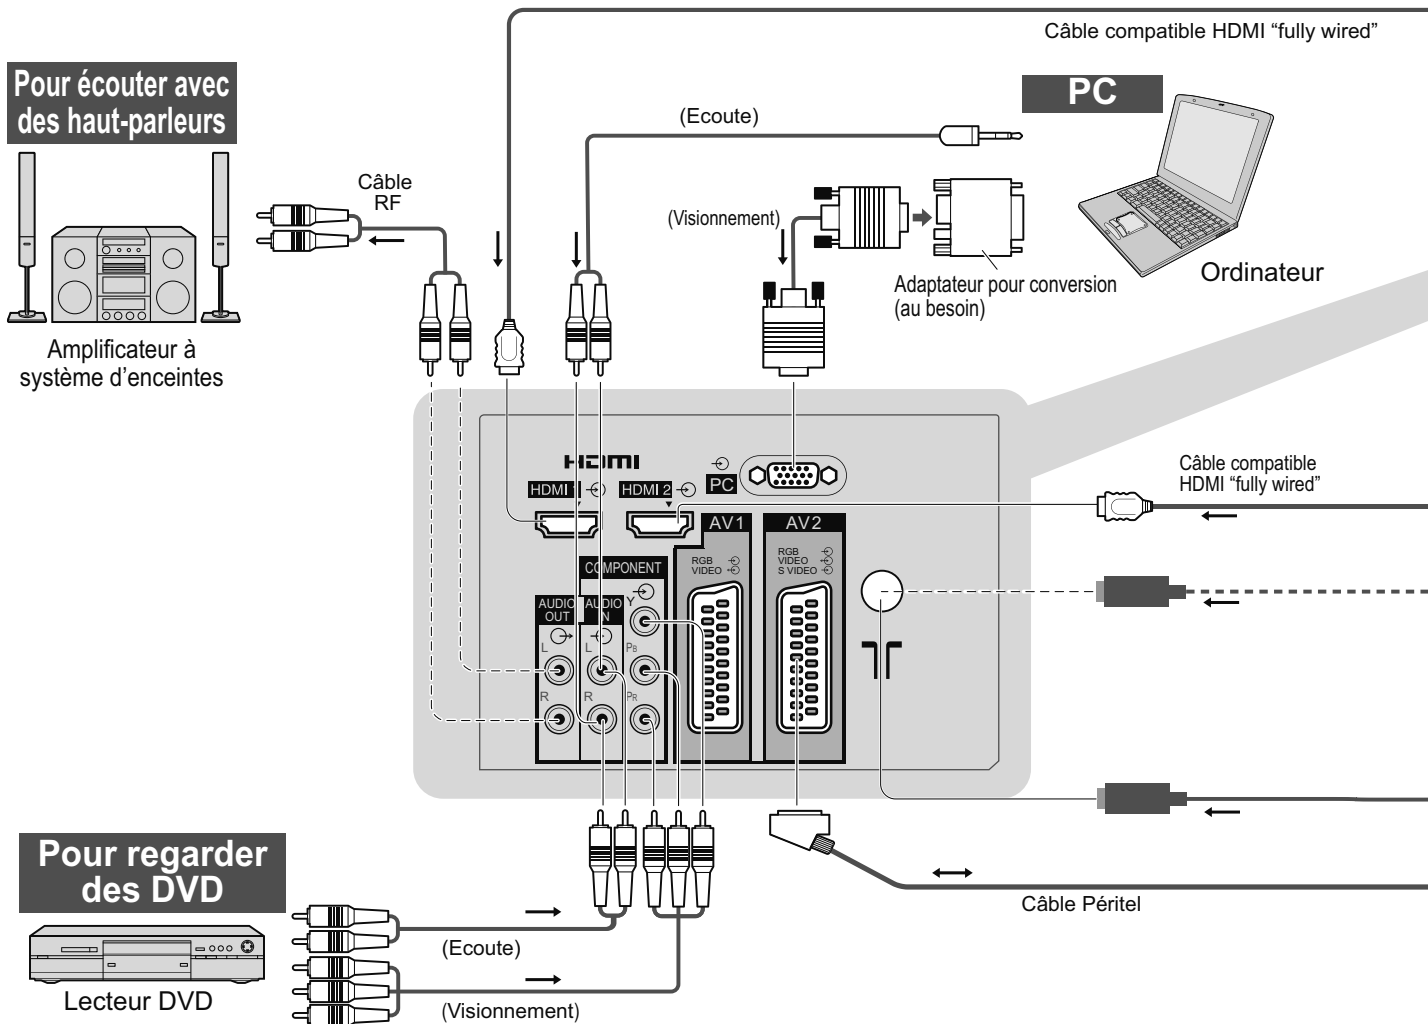 Câble compatible HDMI “fully wired”
Pour écouter avec
des haut-parleurs
PC
(Ecoute)
Câble
RF
(Visionnement)
Adaptateur pour conversion
(au besoin)
Ordinateur
Amplificateur à
système d’enceintes
HDMI
HDMI 1
HDMI 2
PC
Câble compatible
HDMI “fully wired”
AV1
AV2
RGB
VIDEO
RGB
VIDEO
S VIDEO
COMPONENT
AUDIO
OUT
AUDIO
IN
Y
L
L
PB
R
R
PR
Pour regarder
des DVD
Câble Péritel
(Ecoute)
Lecteur DVD
(Visionnement)